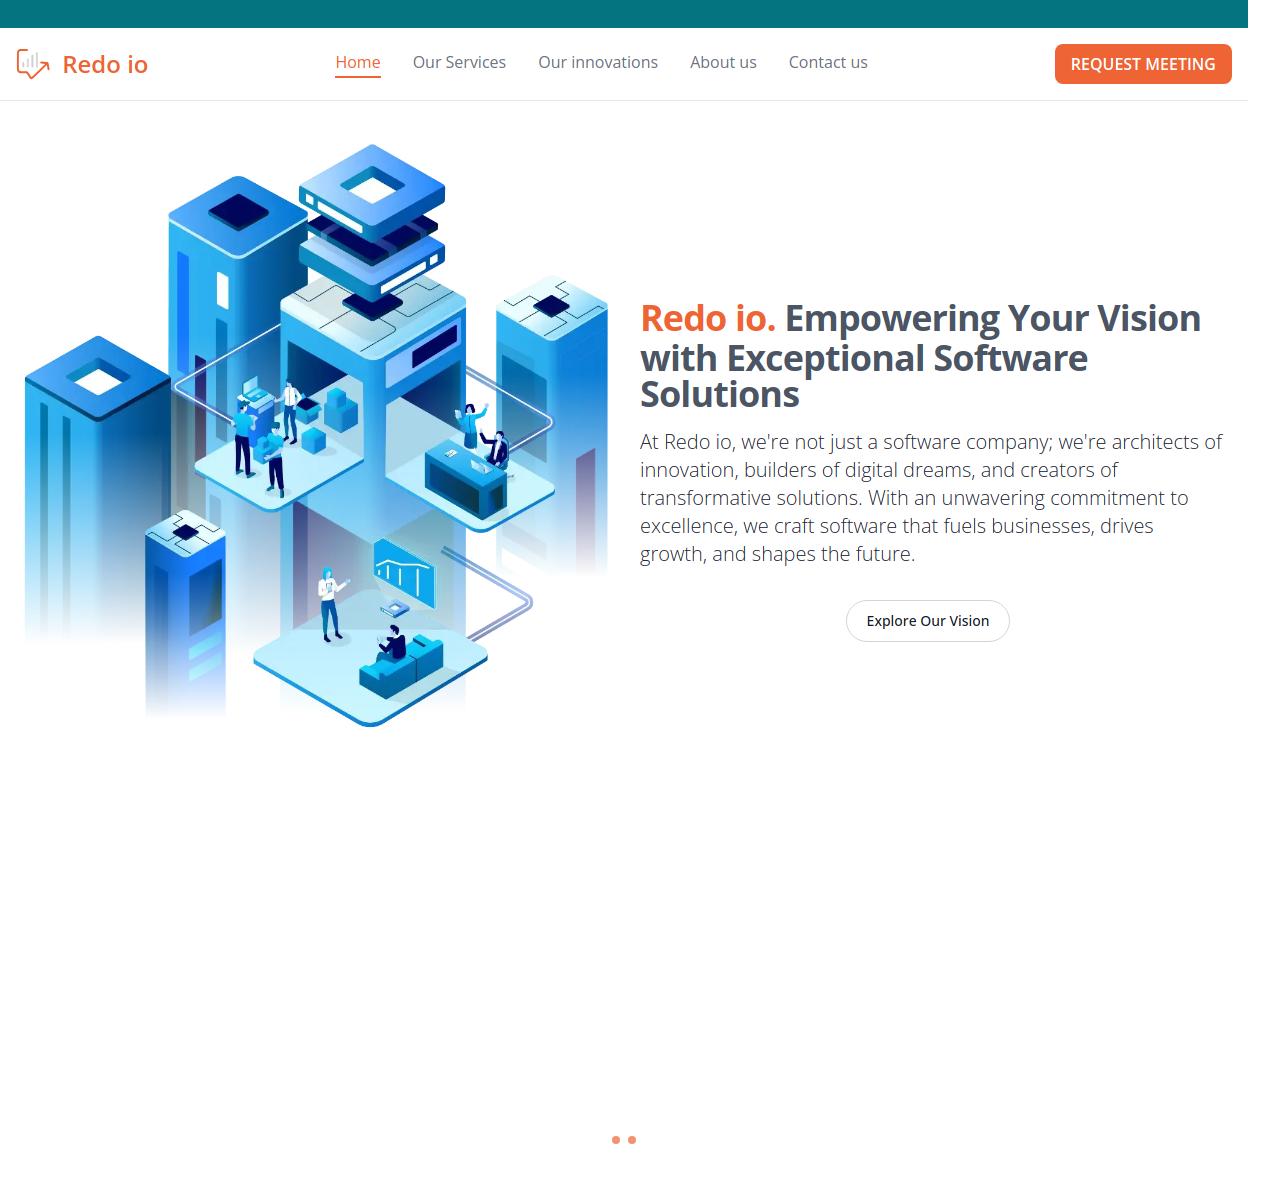 Redo io
Home
Our Services
Our innovations
About us
Contact us
REQUEST MEETING
Redo io. Empowering Your Vision
with Exceptional Software
Solutions
At Redo io, we're not just a software company; we're architects of
innovation, builders of digital dreams, and creators of
transformative solutions. With an unwavering commitment to
excellence, we craft software that fuels businesses, drives
growth, and shapes the future.
Explore Our Vision